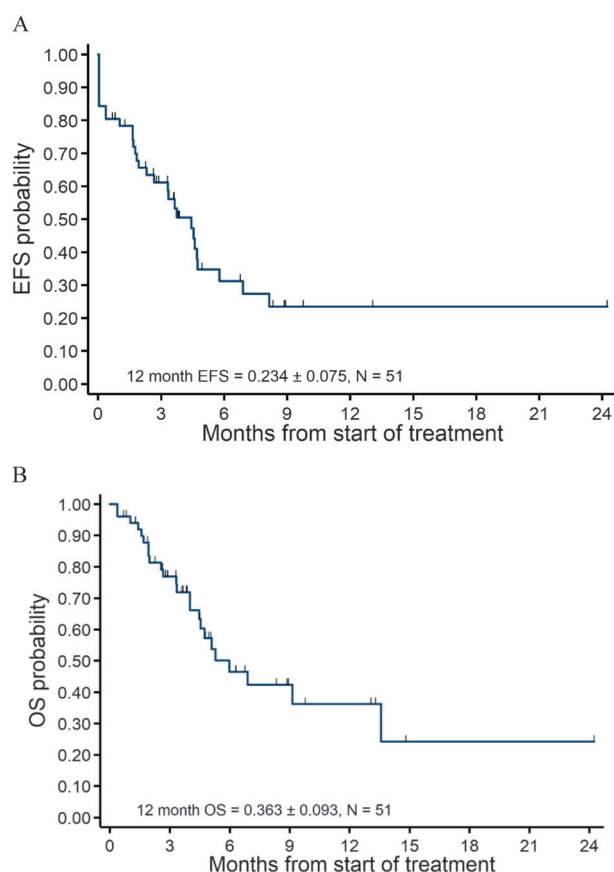 A
1.00
0.90
0.80
0.70
0.60
0.50
0.40
0.30
0.20
0.10
0.00
EFS probability
12 month EFS = 0.234 ± 0.075, N = 51
0 3 6 9 12 15 18 21 24
Months from start of treatment
B
1.00
0.90
0.80
0.70
0.60
0.50
0.40
0.30
0.20
0.10
0.00
OS probability
12 month OS = 0.363 ± 0.093, N = 51
0 3 6 9 12 15 18 21 24
Months from start of treatment